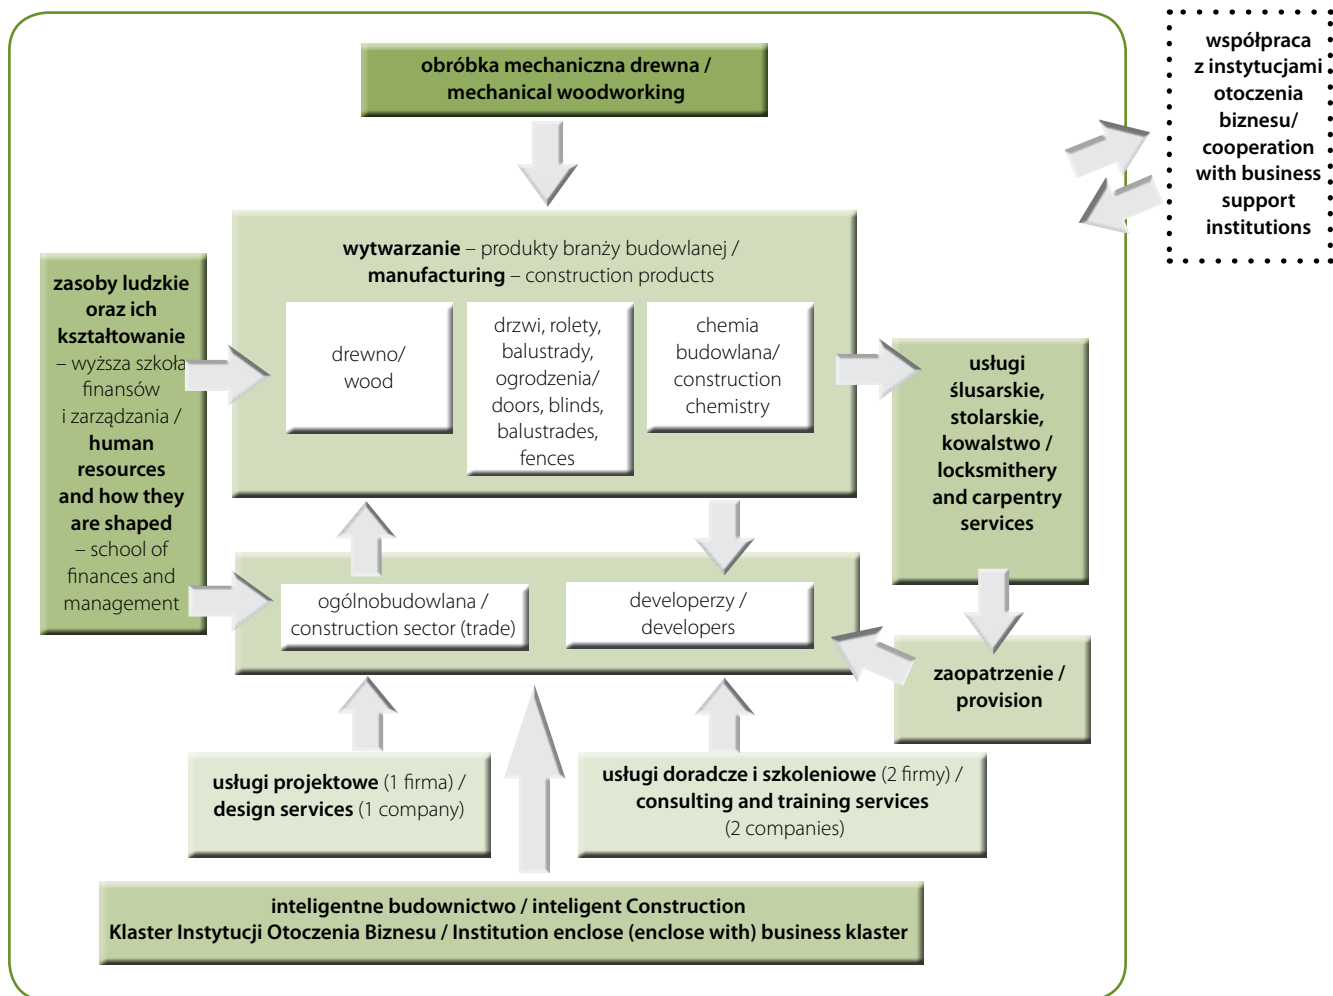 obróbka mechaniczna drewna /
mechanical woodworking
współpraca
z instytucjami
otoczenia
biznesu/
cooperation
with business
support
institutions
wytwarzanie – produkty branży budowlanej /
manufacturing – construction products
drewno/
wood
drzwi, rolety,
balustrady,
ogrodzenia/
doors, blinds,
balustrades,
fences
chemia
budowlana/
construction
chemistry
zasoby ludzkie
oraz ich
kształtowanie
– wyższa szkoła
finansów
i zarządzania /
human
resources
and how they
are shaped
– school of
finances and
management
usługi
ślusarskie,
stolarskie,
kowalstwo /
locksmithery
and carpentry
services
ogólnobudowlana /
construction sector (trade)
developerzy /
developers
zaopatrzenie /
provision
usługi projektowe (1 firma) /
design services (1 company)
usługi doradcze i szkoleniowe (2 firmy) /
consulting and training services
(2 companies)
inteligentne budownictwo / inteligent Construction
Klaster Instytucji Otoczenia Biznesu / Institution enclose (enclose with) business klaster